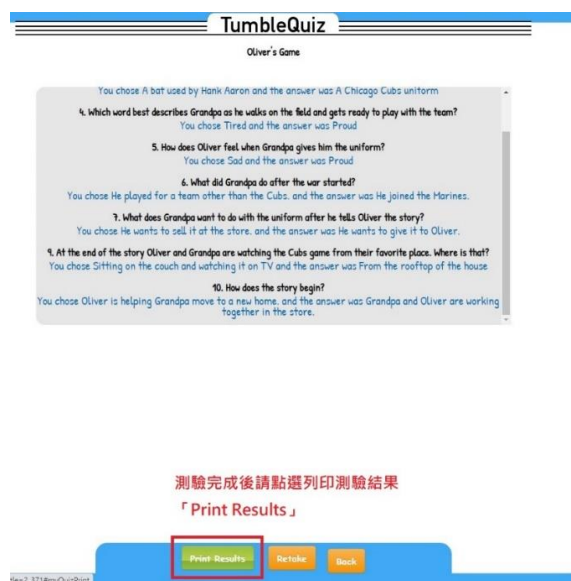 TumbleQuiz
Oliver's Game
You chose A bat used by Hank Aaron and the answer was A Chicago Cubs uniform
4. Which word best describes Grandpa as he walks on the field and gets ready to play with the team?
You chose Tired and the answer was Proud
5. How does Oliver feel when Grandpa gives him the uniform?
You chose Sad and the answer was Proud
6. What did Grandpa do after the war started?
You chose He played for a team other than the Cubs. and the answer was He joined the Marines.
7. What does Grandpa want to do with the uniform after he tells Oliver the story?
You chose He wants to sell it at the store. and the answer was He wants to give it to Oliver.
9. At the end of the story Oliver and Grandpa are watching the Cubs game from their favorite place. Where is that?
You chose Sitting on the couch and watching it on TV and the answer was From the rooftop of the house
10. How does the story begin?
You chose Oliver is helping Grandpa move to a new home. and the answer was Grandpa and Oliver are working
together in the store.
測驗完成後請點選列印測驗結果
「Print Results」
Print Results Retake Back